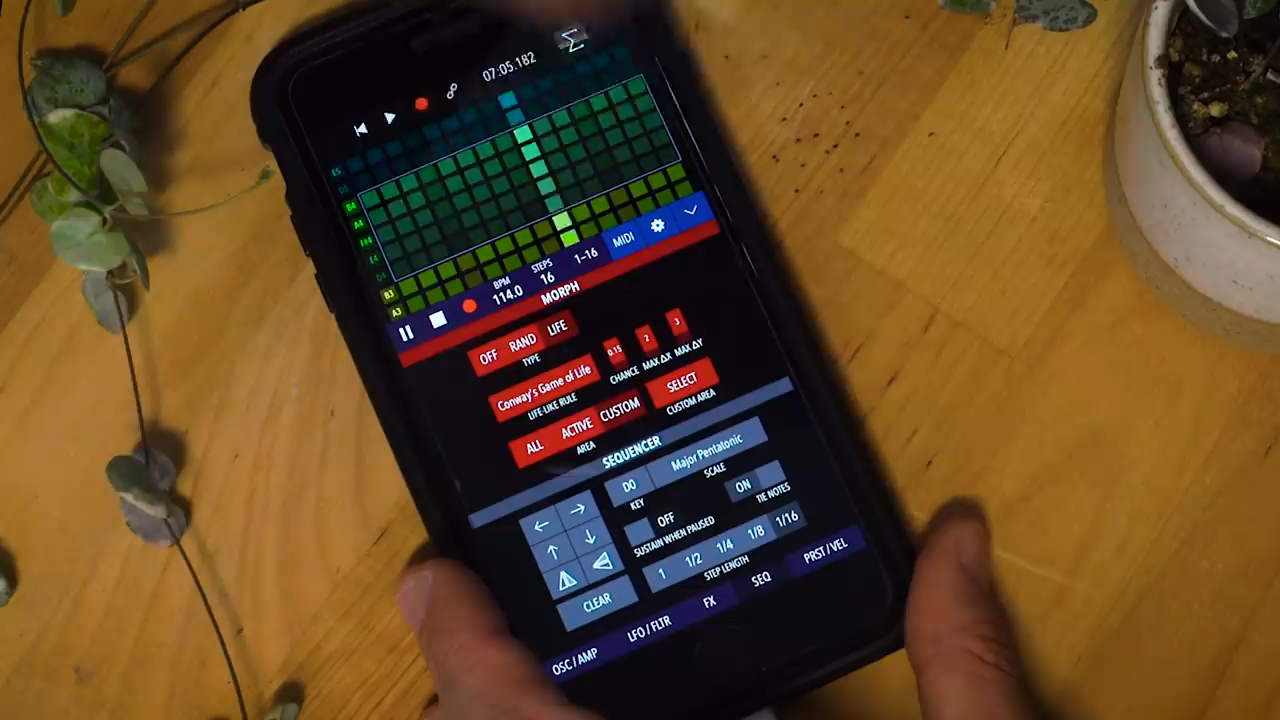 07:05.182
E5
D5
B4
A4
F#4
E4
D4
B3
A3
BPM
114.0
STEPS
16
1-16
MIDI
MORPH
OFF RAND LIFE
TYPE
0.15
CHANCE
2
MAX ΔX
3
MAX ΔY
Conway's Game of Life
LIFE-LIKE RULE
ALL ACTIVE CUSTOM
AREA
SELECT
CUSTOM AREA
SEQUENCER
D0
KEY
Major Pentatonic
SCALE
OFF
SUSTAIN WHEN PAUSED
ON
TIE NOTES
1 1/2 1/4 1/8 1/16
STEP LENGTH
CLEAR
OSC / AMP LFO / FLTR FX SEQ PRST / VEL